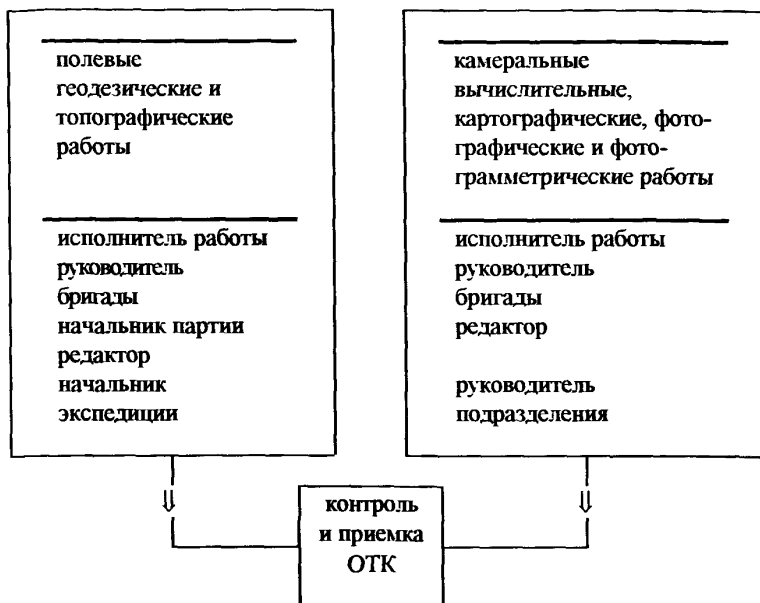 полевые
геодезические и
топографические
работы
исполнитель работы
руководитель
бригады
начальник партии
редактор
начальник
экспедиции
камеральные
вычислительные,
картографические, фото-
графические и фото-
грамметрические работы
исполнитель работы
руководитель
бригады
редактор
руководитель
подразделения
контроль
и приемка
ОТК